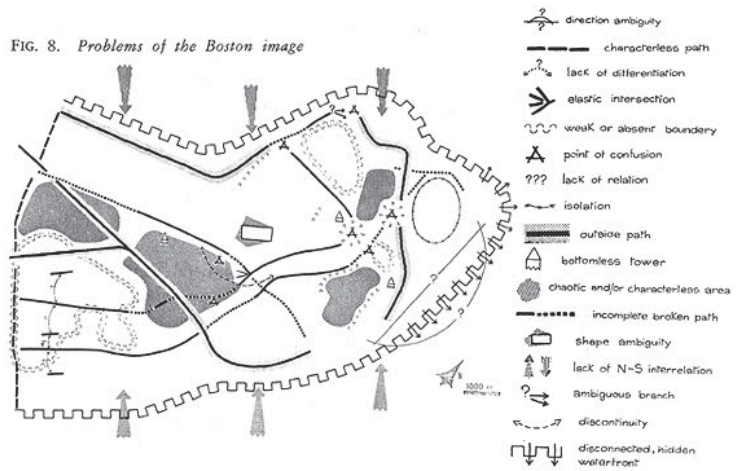 FIG. 8. Problems of the Boston image
? direction ambiguity
characterless path
? lack of differentiation
elastic intersection
weak or absent boundary
point of confusion
??? lack of relation
isolation
outside path
bottomless tower
chaotic and/or characterless area
incomplete broken path
shape ambiguity
lack of N-S interrelation
? ambiguous branch
discontinuity
disconnected, hidden
waterfront
?
?
?
?
N
1000 ft.